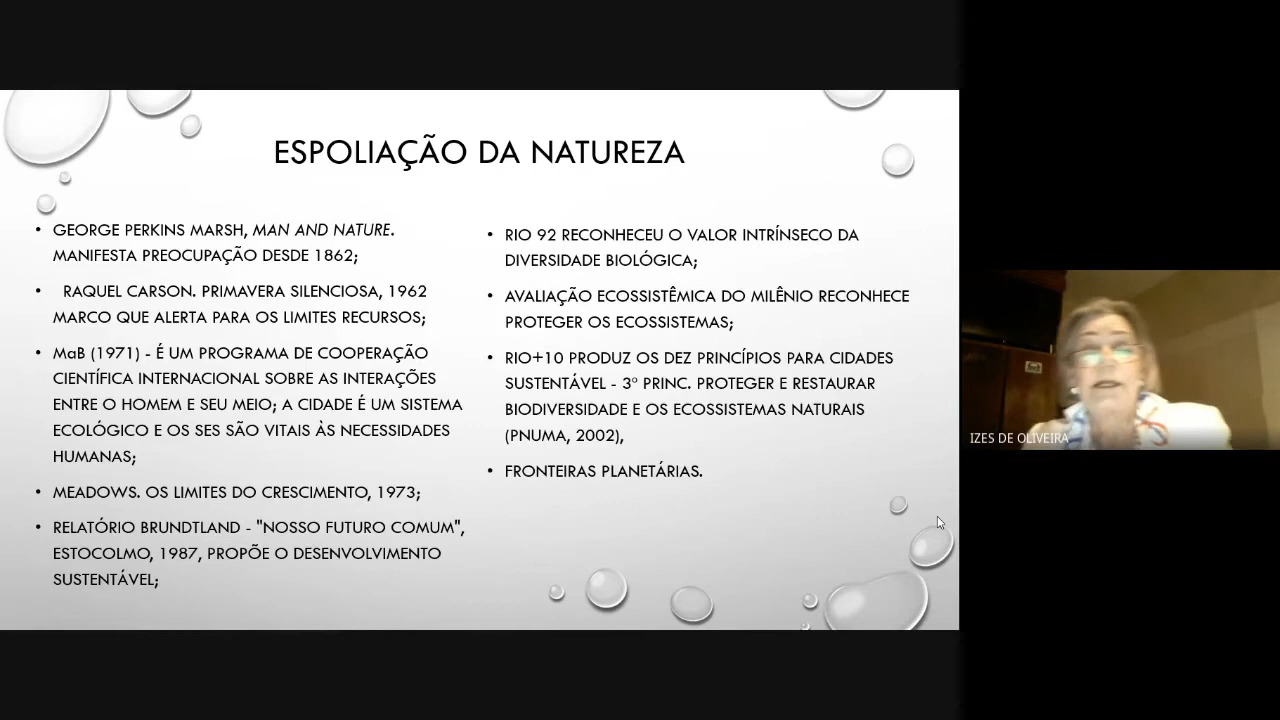 ESPOLIAÇÃO DA NATUREZA
• GEORGE PERKINS MARSH, MAN AND NATURE.
MANIFESTA PREOCUPAÇÃO DESDE 1862;
• RAQUEL CARSON. PRIMAVERA SILENCIOSA, 1962
MARCO QUE ALERTA PARA OS LIMITES RECURSOS;
• MaB (1971) - É UM PROGRAMA DE COOPERAÇÃO
CIENTÍFICA INTERNACIONAL SOBRE AS INTERAÇÕES
ENTRE O HOMEM E SEU MEIO; A CIDADE É UM SISTEMA
ECOLÓGICO E OS SES SÃO VITAIS ÀS NECESSIDADES
HUMANAS;
• MEADOWS. OS LIMITES DO CRESCIMENTO, 1973;
• RELATÓRIO BRUNDTLAND - "NOSSO FUTURO COMUM",
ESTOCOLMO, 1987, PROPÕE O DESENVOLVIMENTO
SUSTENTÁVEL;
• RIO 92 RECONHECEU O VALOR INTRÍNSECO DA
DIVERSIDADE BIOLÓGICA;
• AVALIAÇÃO ECOSSISTÊMICA DO MILÊNIO RECONHECE
PROTEGER OS ECOSSISTEMAS;
• RIO+10 PRODUZ OS DEZ PRINCÍPIOS PARA CIDADES
SUSTENTÁVEL - 3º PRINC. PROTEGER E RESTAURAR
BIODIVERSIDADE E OS ECOSSISTEMAS NATURAIS
(PNUMA, 2002),
• FRONTEIRAS PLANETÁRIAS.
IZES DE OLIVEIRA